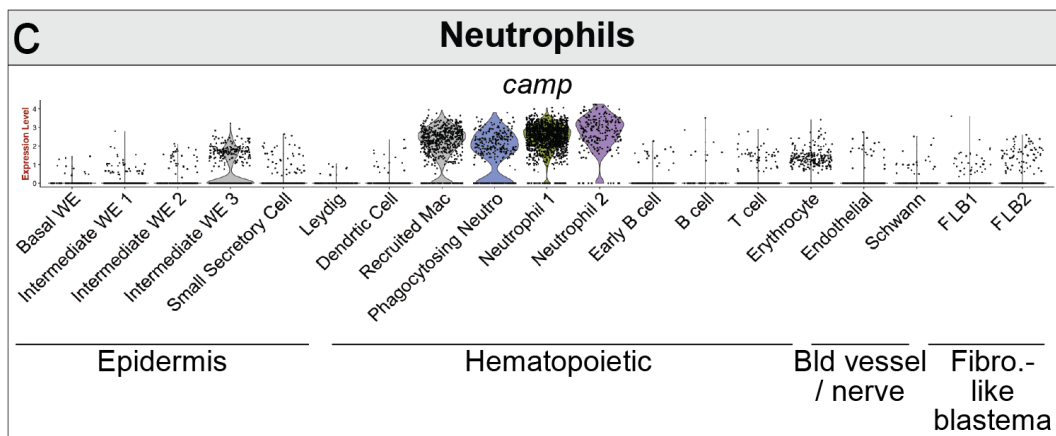 C
Neutrophils
camp
Expression Level
4
3
2
1
0
Basal WE
Intermediate WE 1
Intermediate WE 2
Intermediate WE 3
Small Secretory Cell
Leydig
Dendrtic Cell
Recruited Mac
Phagocytosing Neutro
Neutrophil 1
Neutrophil 2
Early B cell
B cell
T cell
Erythrocyte
Endothelial
Schwann
FLB1
FLB2
Epidermis
Hematopoietic
Bld vessel
/ nerve
Fibro.-
like
blastema